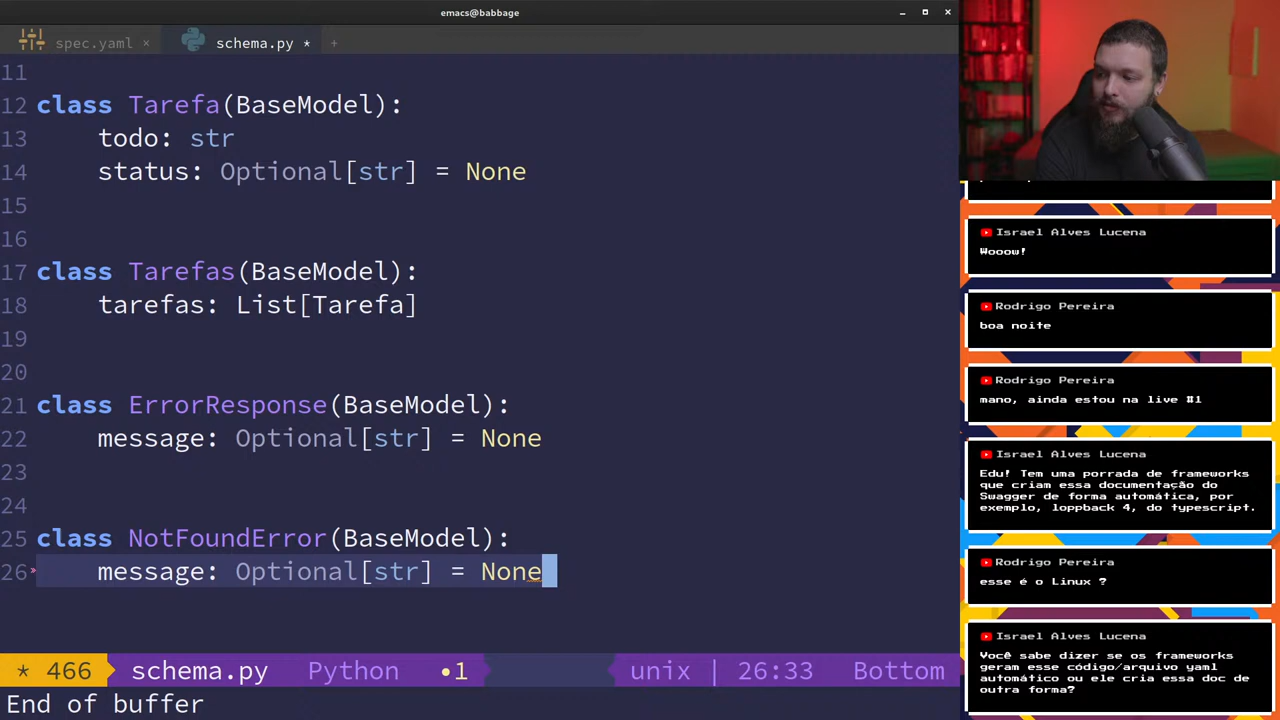 emacs@babbage
spec.yaml × schema.py * +
11
12 class Tarefa(BaseModel):
13 todo: str
14 status: Optional[str] = None
15
16
17 class Tarefas(BaseModel):
18 tarefas: List[Tarefa]
19
20
21 class ErrorResponse(BaseModel):
22 message: Optional[str] = None
23
24
25 class NotFoundError(BaseModel):
26 message: Optional[str] = None
* 466 schema.py Python •1 unix | 26:33 Bottom
End of buffer
Israel Alves Lucena
Wooow!
Rodrigo Pereira
boa noite
Rodrigo Pereira
mano, ainda estou na live #1
Israel Alves Lucena
Edu! Tem uma porrada de frameworks
que criam essa documentação do
Swagger de forma automática, por
exemplo, loppback 4, do typescript.
Rodrigo Pereira
esse é o Linux ?
Israel Alves Lucena
Você sabe dizer se os frameworks
geram esse código/arquivo yaml
automático ou ele cria essa doc de
outra forma?